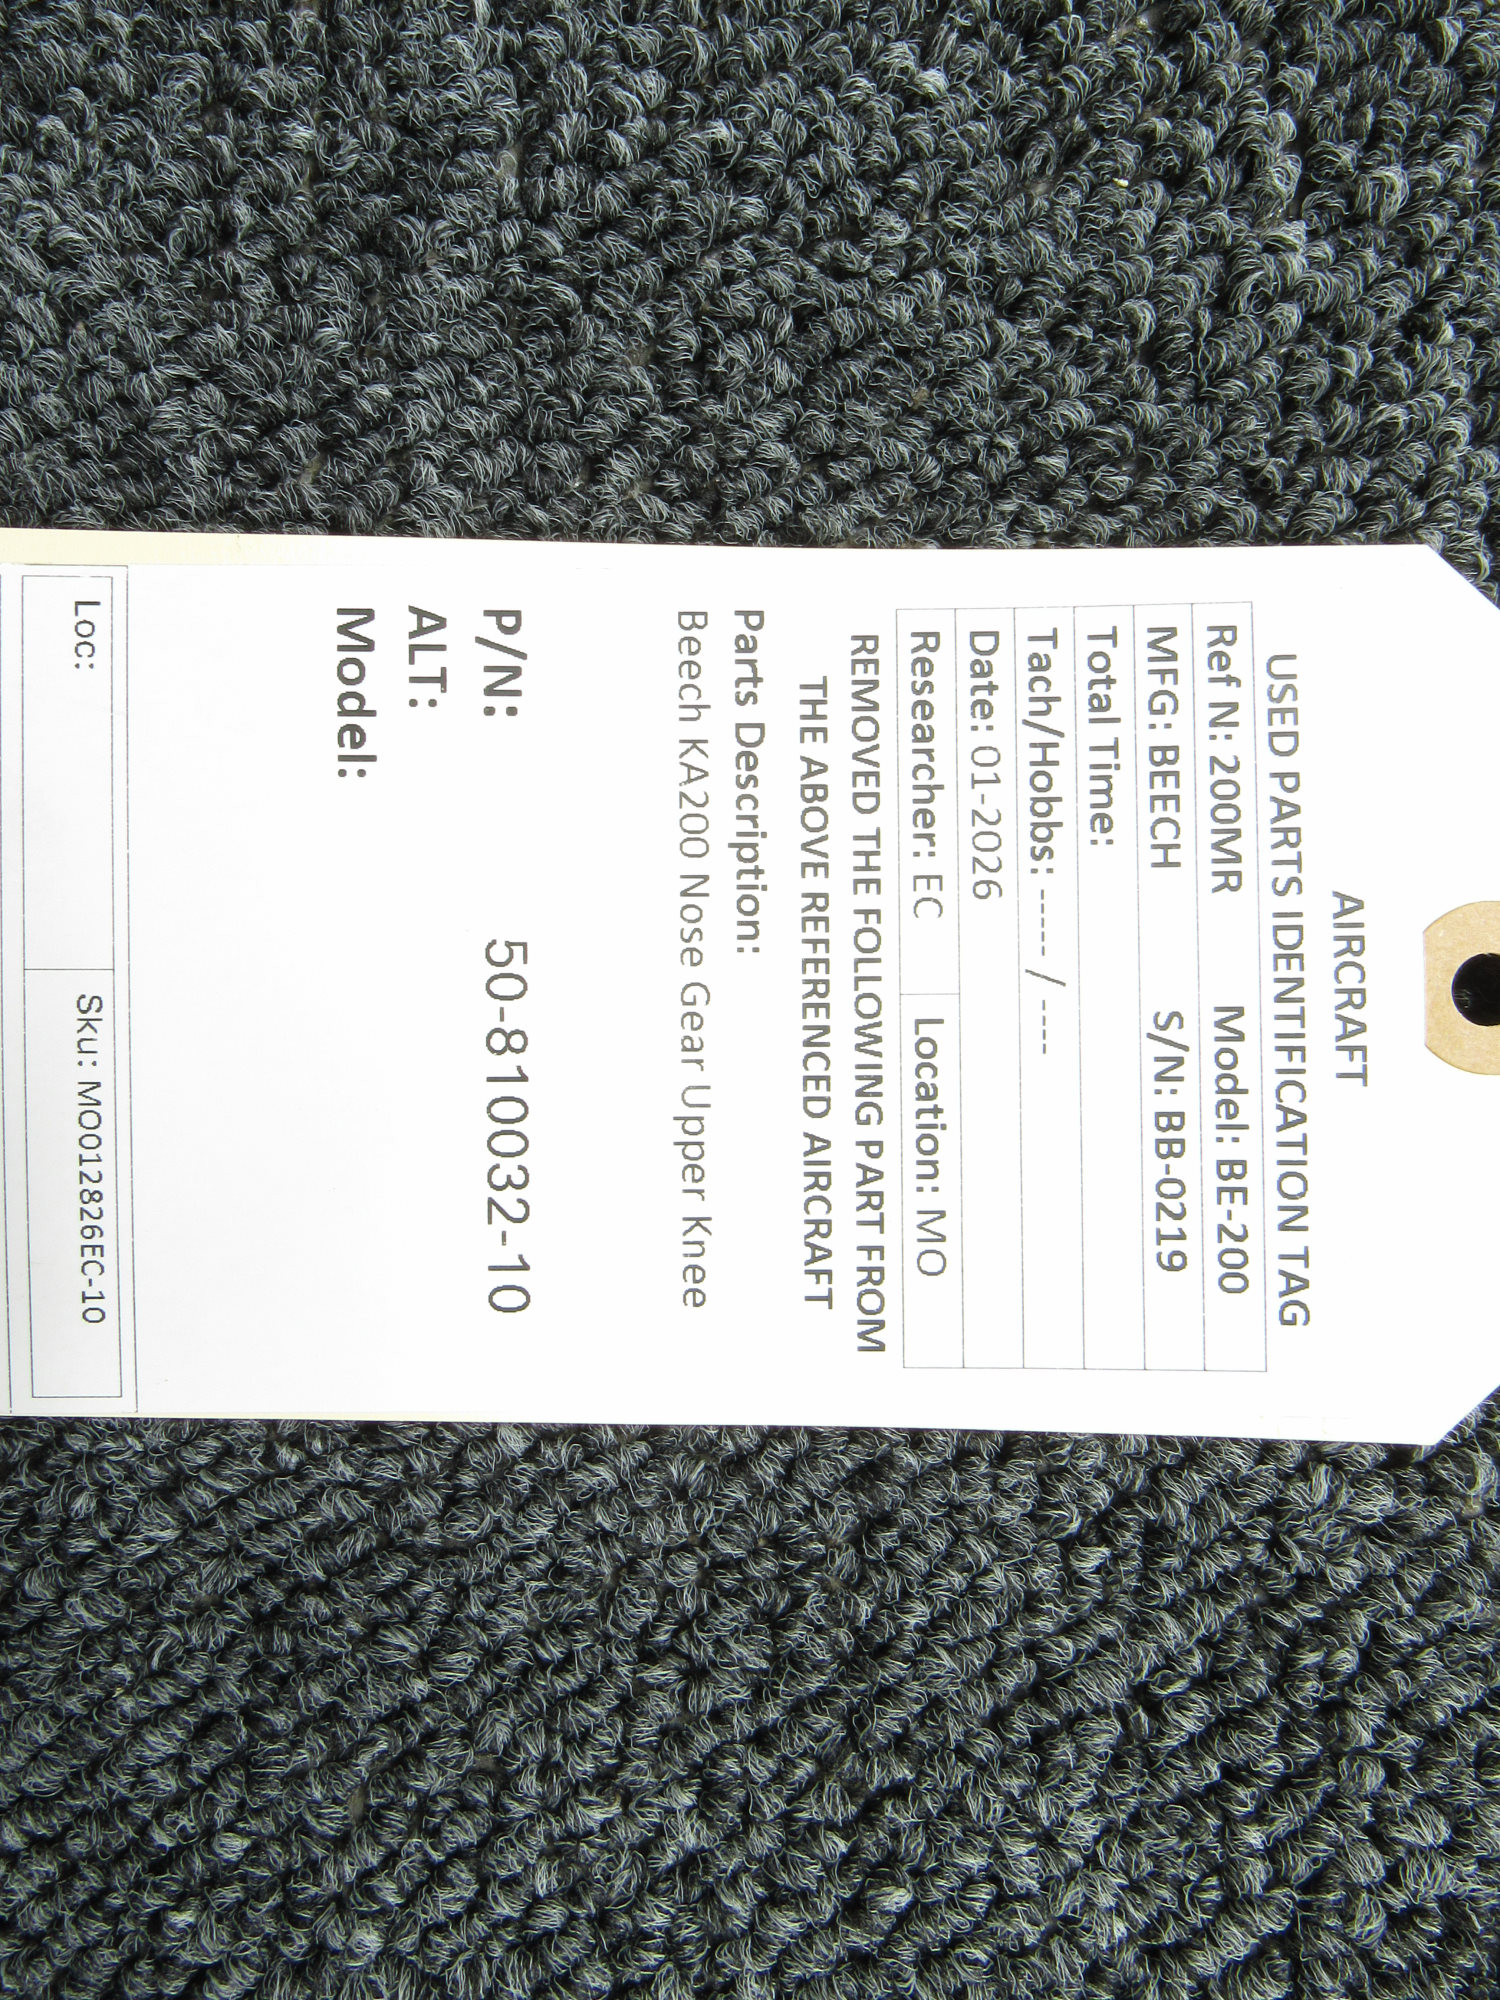 AIRCRAFT
USED PARTS IDENTIFICATION TAG
Ref N: 200MR Model: BE-200
MFG: BEECH S/N: BB-0219
Total Time:
Tach/Hobbs: ----- / ----
Date: 01-2026
Researcher: EC Location: MO
REMOVED THE FOLLOWING PART FROM
THE ABOVE REFERENCED AIRCRAFT
Parts Description:
Beech KA200 Nose Gear Upper Knee
P/N: 50-810032-10
ALT:
Model:
Loc: Sku: MO012826EC-10